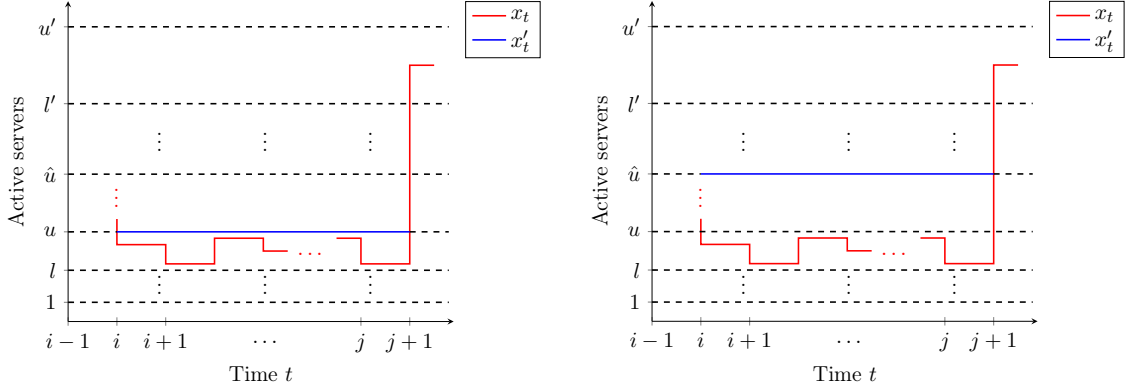 u′
l′
û
u
l
1
Active servers
i − 1
i
i + 1
⋯
j
j + 1
Time t
x_t
x′_t
u′
l′
û
u
l
1
Active servers
i − 1
i
i + 1
⋯
j
j + 1
Time t
x_t
x′_t